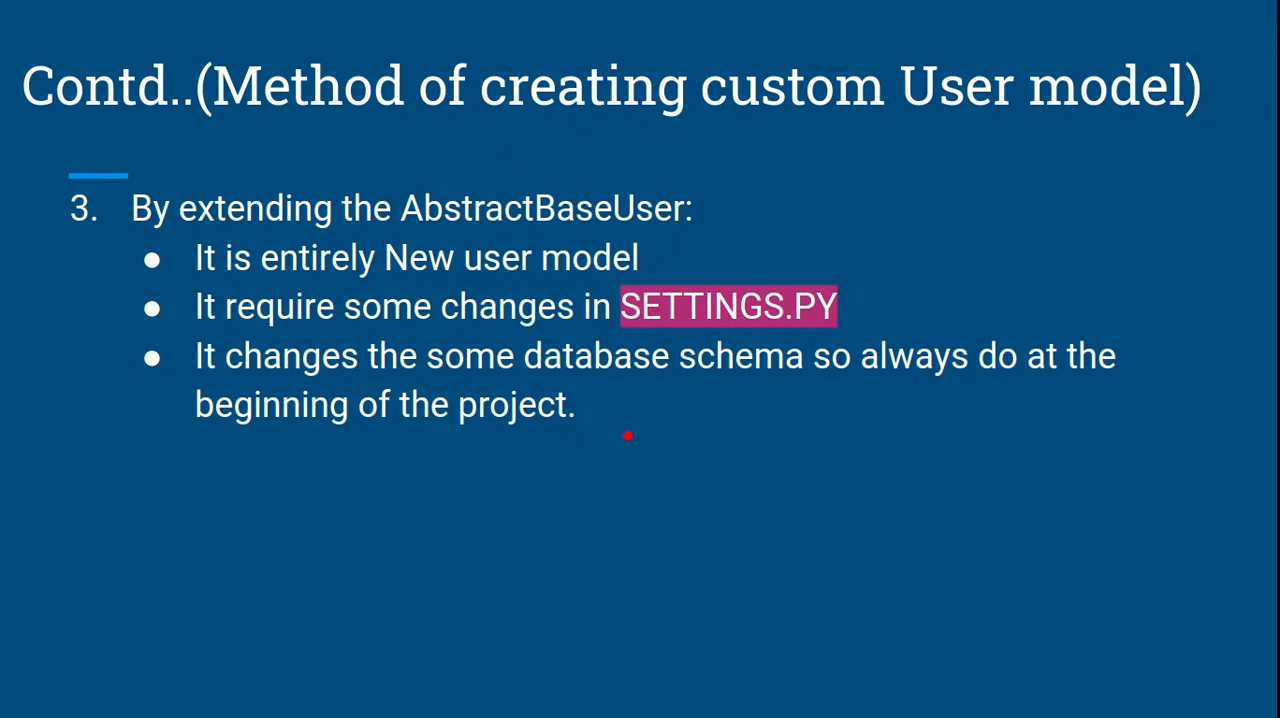 Contd..(Method of creating custom User model)
3. By extending the AbstractBaseUser:
● It is entirely New user model
● It require some changes in SETTINGS.PY
● It changes the some database schema so always do at the
beginning of the project.